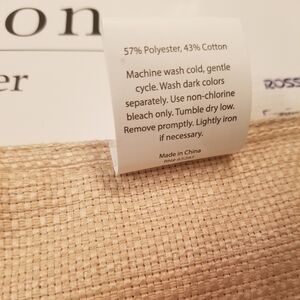 on
er
57% Polyester, 43% Cotton
Machine wash cold, gentle
cycle. Wash dark colors
separately. Use non-chlorine
bleach only. Tumble dry low.
Remove promptly. Lightly iron
if necessary.
Made in China
ROSS